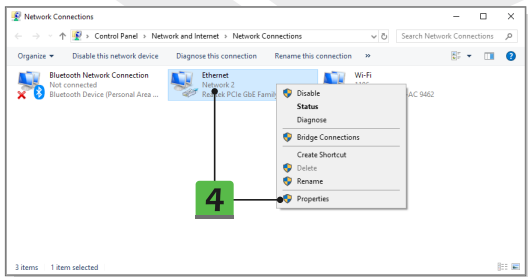 Network Connections
Control Panel › Network and Internet › Network Connections
Search Network Connections
Organize
Disable this network device
Diagnose this connection
Rename this connection
»
Bluetooth Network Connection
Not connected
Bluetooth Device (Personal Area ...
Ethernet
Network 2
Realtek PCIe GbE Family
Wi-Fi
AC 9462
Disable
Status
Diagnose
Bridge Connections
Create Shortcut
Delete
Rename
Properties
4
3 items
1 item selected